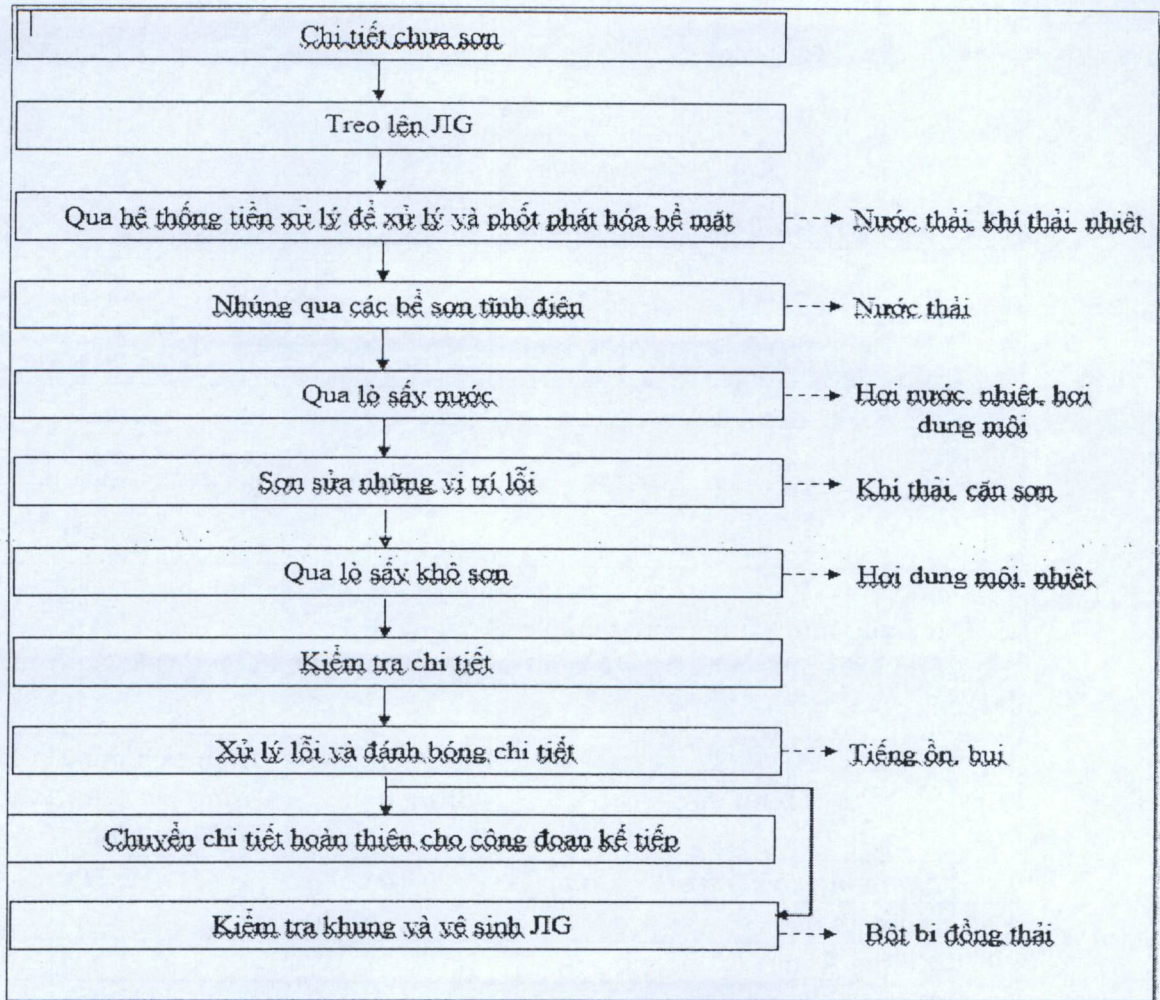 Chi tiết chưa sơn
Treo lên JIG
Qua hệ thống tiền xử lý để xử lý và phốt phát hóa bề mặt
Nước thải, khí thải, nhiệt
Nhúng qua các bể sơn tĩnh điện
Nước thải
Qua lò sấy nước
Hơi nước, nhiệt, hơi
dung môi
Sơn sửa những vị trí lỗi
Khí thải, cặn sơn
Qua lò sấy khô sơn
Hơi dung môi, nhiệt
Kiểm tra chi tiết
Xử lý lỗi và đánh bóng chi tiết
Tiếng ồn, bụi
Chuyển chi tiết hoàn thiện cho công đoạn kế tiếp
Kiểm tra khung và vệ sinh JIG
Bột bi đồng thải